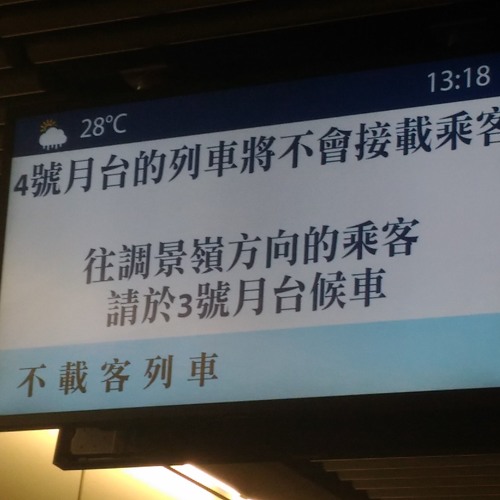 28°C
13:18
4號月台的列車將不會接載乘客
往調景嶺方向的乘客
請於3號月台候車
不載客列車